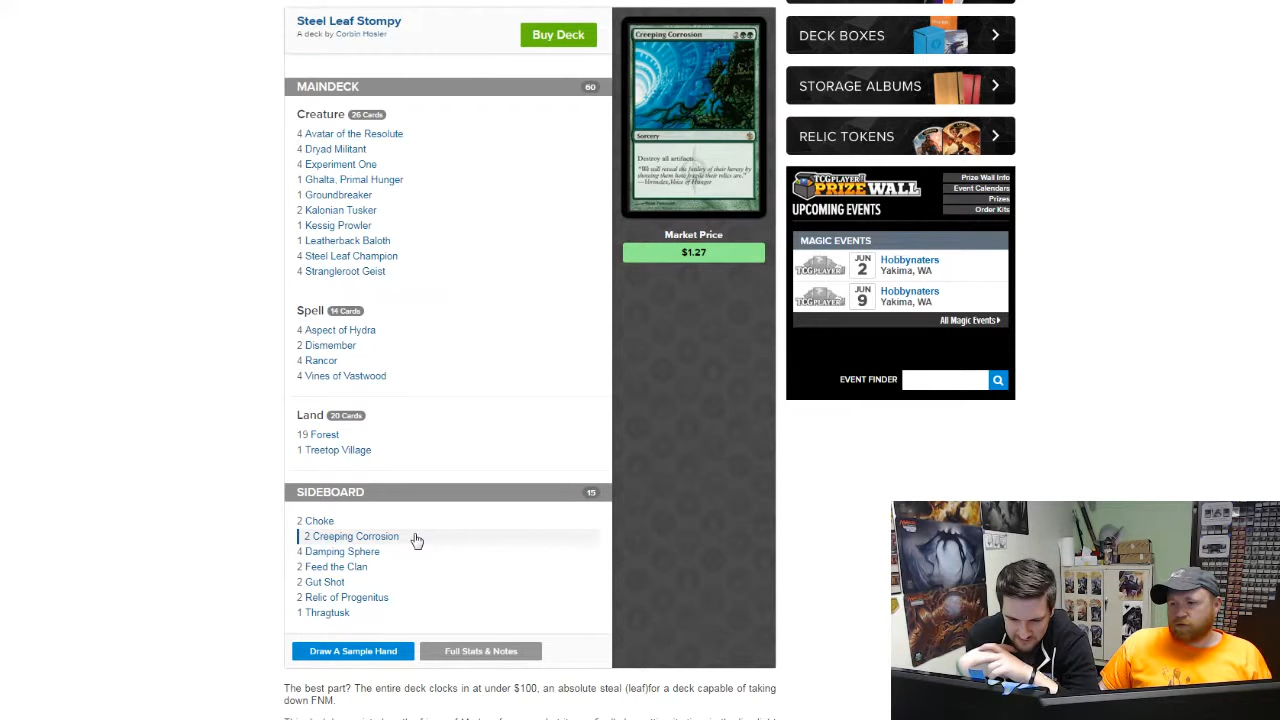 Steel Leaf Stompy
A deck by Corbin Hosler
Buy Deck
MAINDECK 60
Creature 26 Cards
4 Avatar of the Resolute
4 Dryad Militant
4 Experiment One
1 Ghalta, Primal Hunger
1 Groundbreaker
2 Kalonian Tusker
1 Kessig Prowler
1 Leatherback Baloth
4 Steel Leaf Champion
4 Strangleroot Geist
Spell 14 Cards
4 Aspect of Hydra
2 Dismember
4 Rancor
4 Vines of Vastwood
Land 20 Cards
19 Forest
1 Treetop Village
SIDEBOARD 15
2 Choke
2 Creeping Corrosion
4 Damping Sphere
2 Feed the Clan
2 Gut Shot
2 Relic of Progenitus
1 Thragtusk
Draw A Sample Hand
Full Stats & Notes
The best part? The entire deck clocks in at under $100, an absolute steal (leaf)for a deck capable of taking
down FNM.
Creeping Corrosion
Sorcery
Destroy all artifacts.
Market Price
$1.27
DECK BOXES
STORAGE ALBUMS
RELIC TOKENS
TCGPLAYER
PRIZE WALL
UPCOMING EVENTS
Prize Wall Info
Event Calendars
Prizes
Order Kits
MAGIC EVENTS
TCGPLAYER
JUN
2
Hobbynaters
Yakima, WA
TCGPLAYER
JUN
9
Hobbynaters
Yakima, WA
All Magic Events
EVENT FINDER